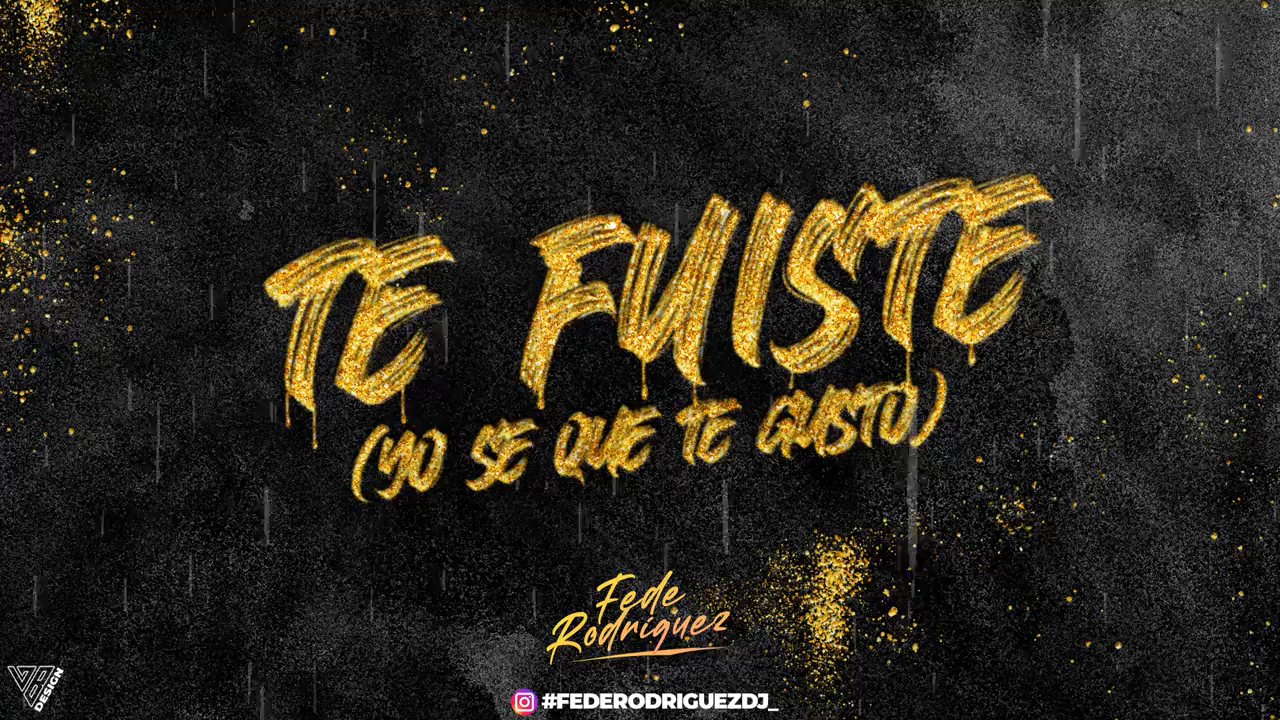 TE FUISTE
(YO SE QUE TE GUSTO)
Fede
Rodriguez
#FEDERODRIGUEZDJ_
DESIGN